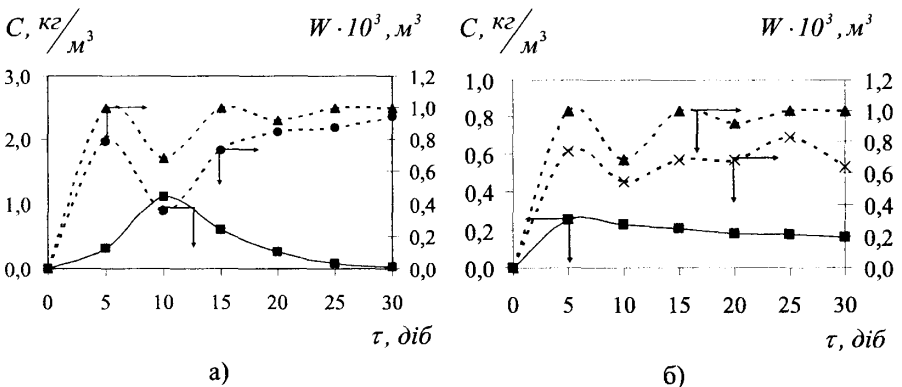 C, кг/м³ W·10³, м³ C, кг/м³ W·10³, м³
3,0 1,2 1,0 1,2
1,0 1,0
2,0 0,8 0,8 0,8
0,6 0,6 0,6
1,0 0,4 0,4 0,4
0,2 0,2 0,2
0,0 0,0 0,0 0,0
0 5 10 15 20 25 30 0 5 10 15 20 25 30
τ, діб τ, діб
а) б)